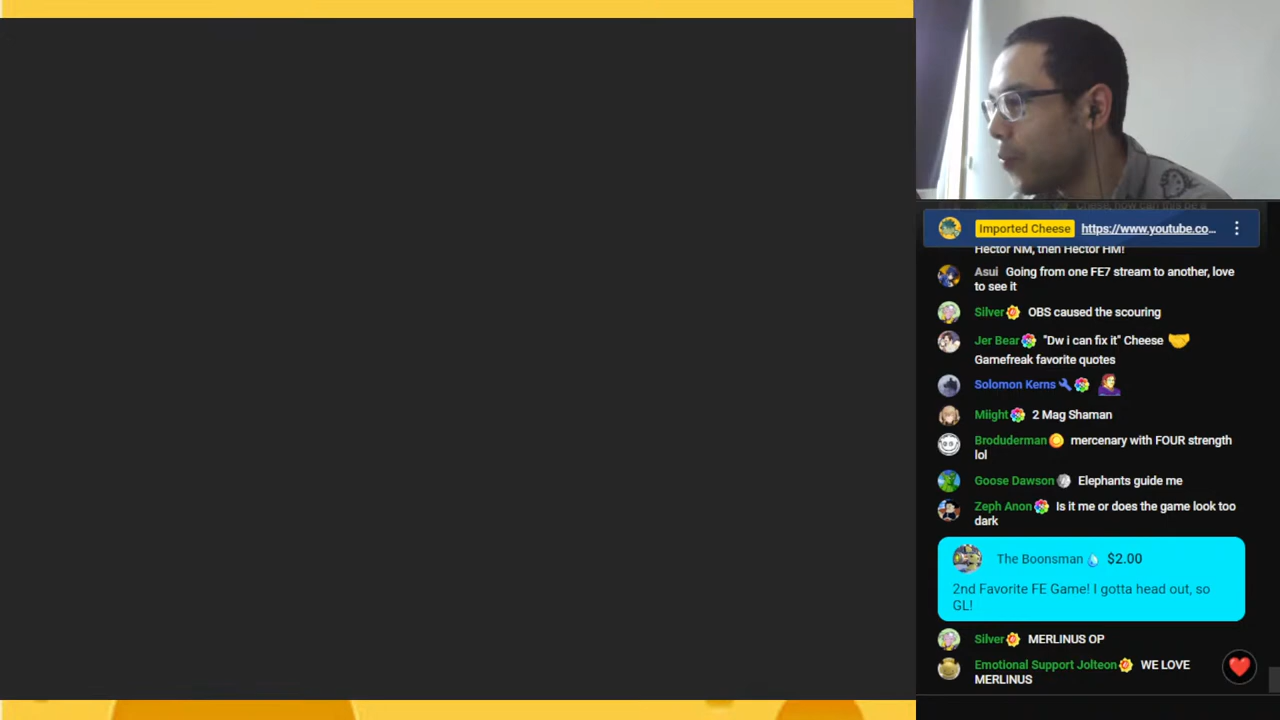 Imported Cheese https://www.youtube.co...
Hector NM, then Hector HM!
Asui Going from one FE7 stream to another, love
to see it
Silver OBS caused the scouring
Jer Bear "Dw i can fix it" Cheese
Gamefreak favorite quotes
Solomon Kerns
Miight 2 Mag Shaman
Broduderman mercenary with FOUR strength
lol
Goose Dawson Elephants guide me
Zeph Anon Is it me or does the game look too
dark
The Boonsman $2.00
2nd Favorite FE Game! I gotta head out, so
GL!
Silver MERLINUS OP
Emotional Support Jolteon WE LOVE
MERLINUS